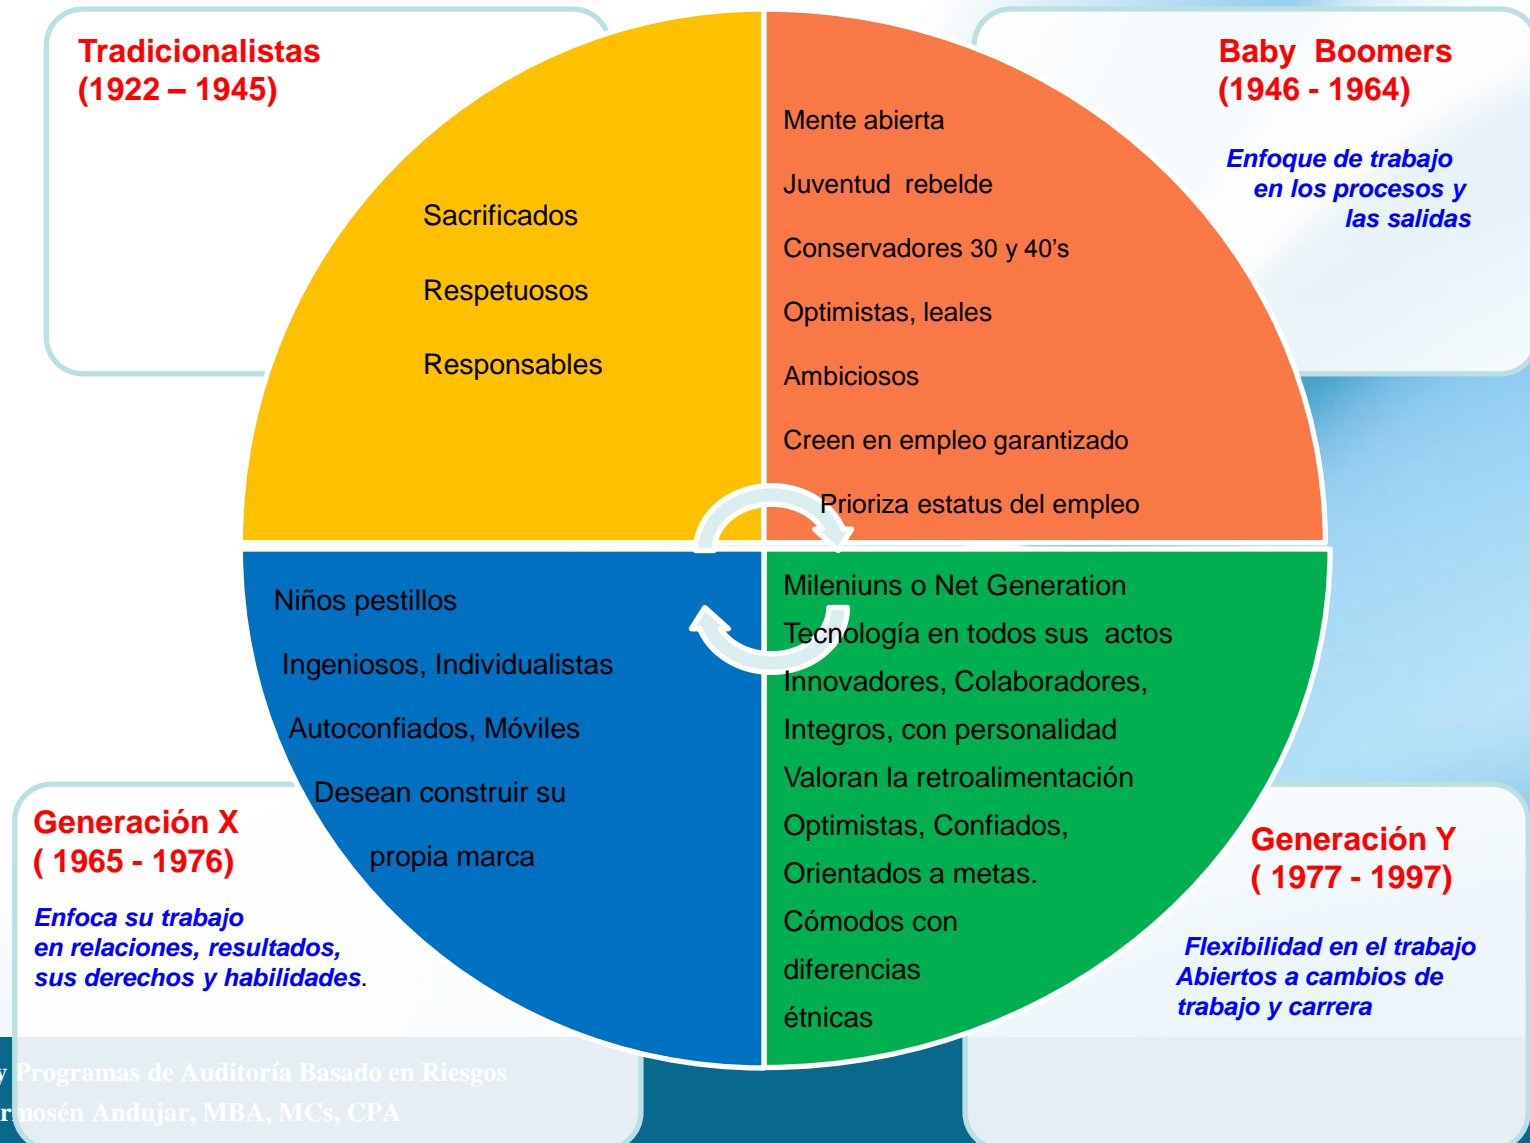 Tradicionalistas
(1922 – 1945)
Sacrificados
Respetuosos
Responsables
Baby Boomers
(1946 - 1964)
Enfoque de trabajo
en los procesos y
las salidas
Mente abierta
Juventud rebelde
Conservadores 30 y 40’s
Optimistas, leales
Ambiciosos
Creen en empleo garantizado
Prioriza estatus del empleo
Niños pestillos
Ingeniosos, Individualistas
Autoconfiados, Móviles
Desean construir su
propia marca
Generación X
( 1965 - 1976)
Enfoca su trabajo
en relaciones, resultados,
sus derechos y habilidades.
Mileniuns o Net Generation
Tecnología en todos sus actos
Innovadores, Colaboradores,
Integros, con personalidad
Valoran la retroalimentación
Optimistas, Confiados,
Orientados a metas.
Cómodos con
diferencias
étnicas
Generación Y
( 1977 - 1997)
Flexibilidad en el trabajo
Abiertos a cambios de
trabajo y carrera
y Programas de Auditoría Basado en Riesgos
rmosén Andujar, MBA, MCs, CPA